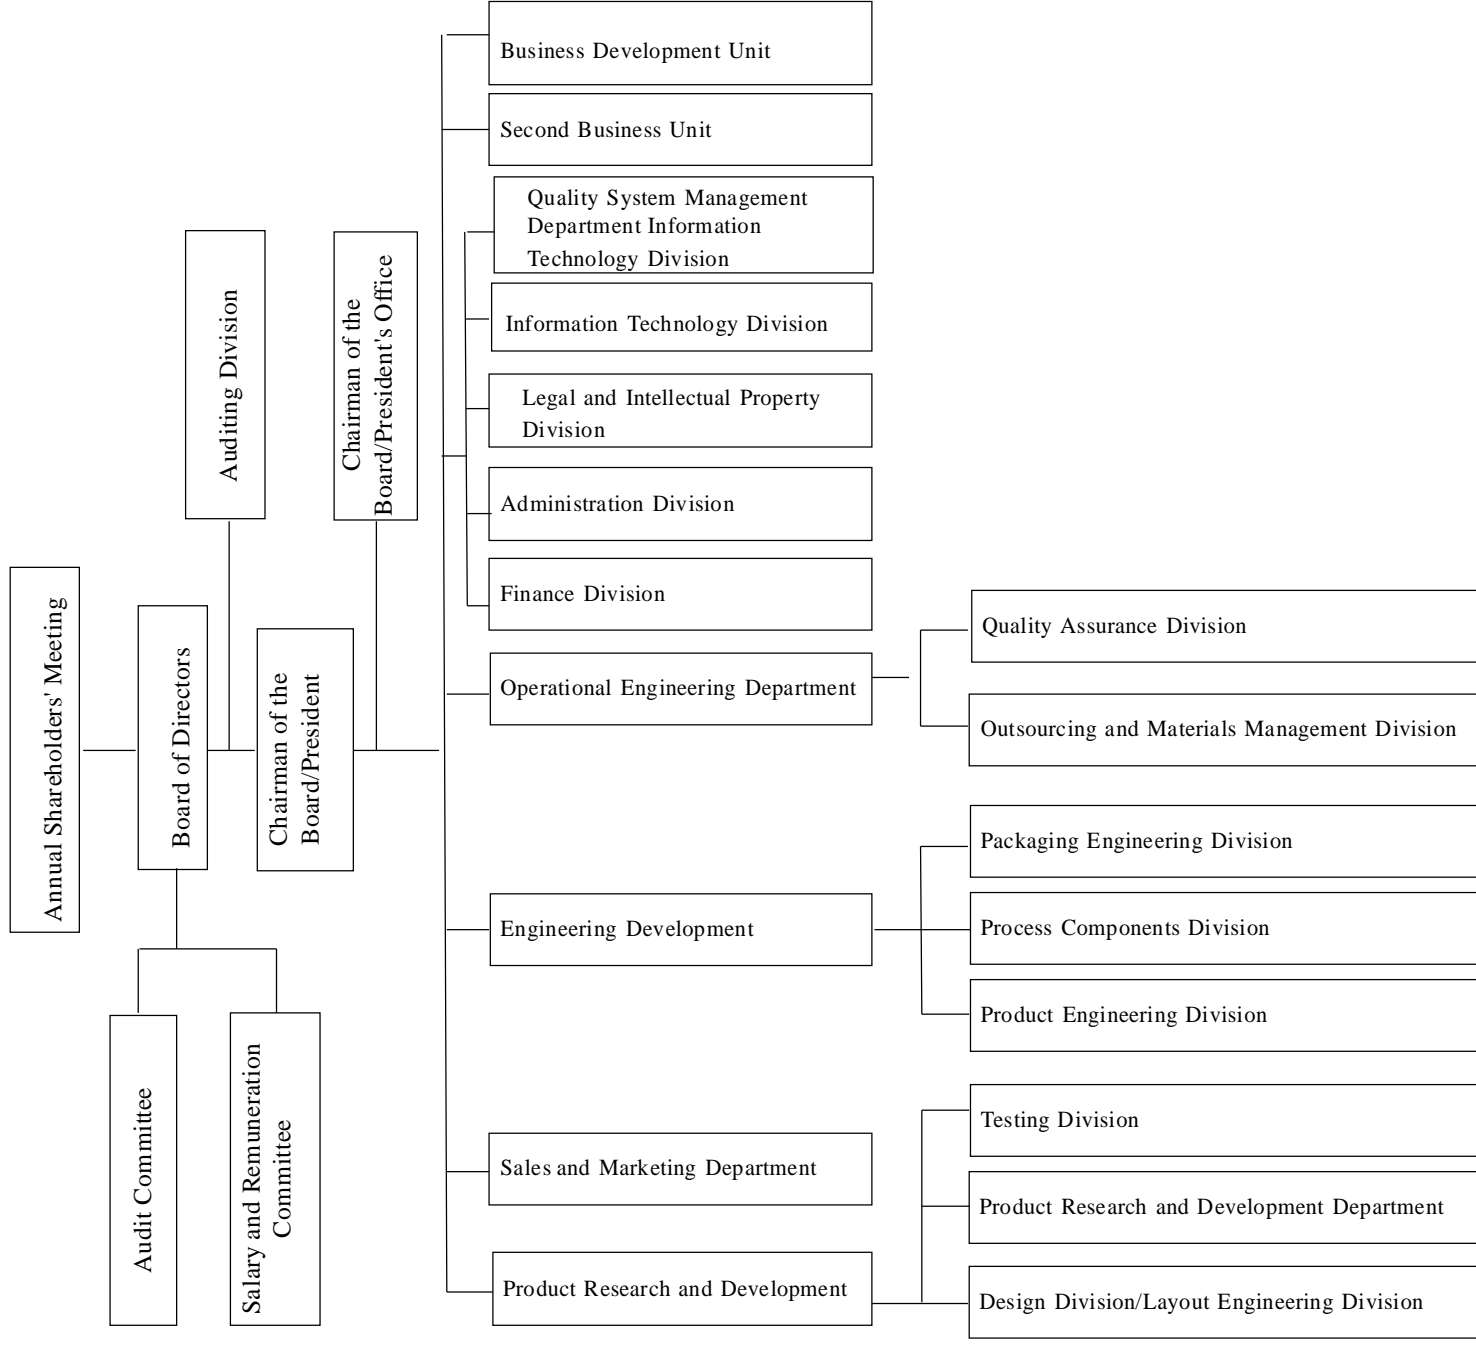 Annual Shareholders' Meeting
Board of Directors
Audit Committee
Salary and Remuneration
Committee
Auditing Division
Chairman of the
Board/President
Chairman of the
Board/President's Office
Business Development Unit
Second Business Unit
Quality System Management
Department Information
Technology Division
Information Technology Division
Legal and Intellectual Property
Division
Administration Division
Finance Division
Operational Engineering Department
Quality Assurance Division
Outsourcing and Materials Management Division
Engineering Development
Packaging Engineering Division
Process Components Division
Product Engineering Division
Sales and Marketing Department
Product Research and Development
Testing Division
Product Research and Development Department
Design Division/Layout Engineering Division